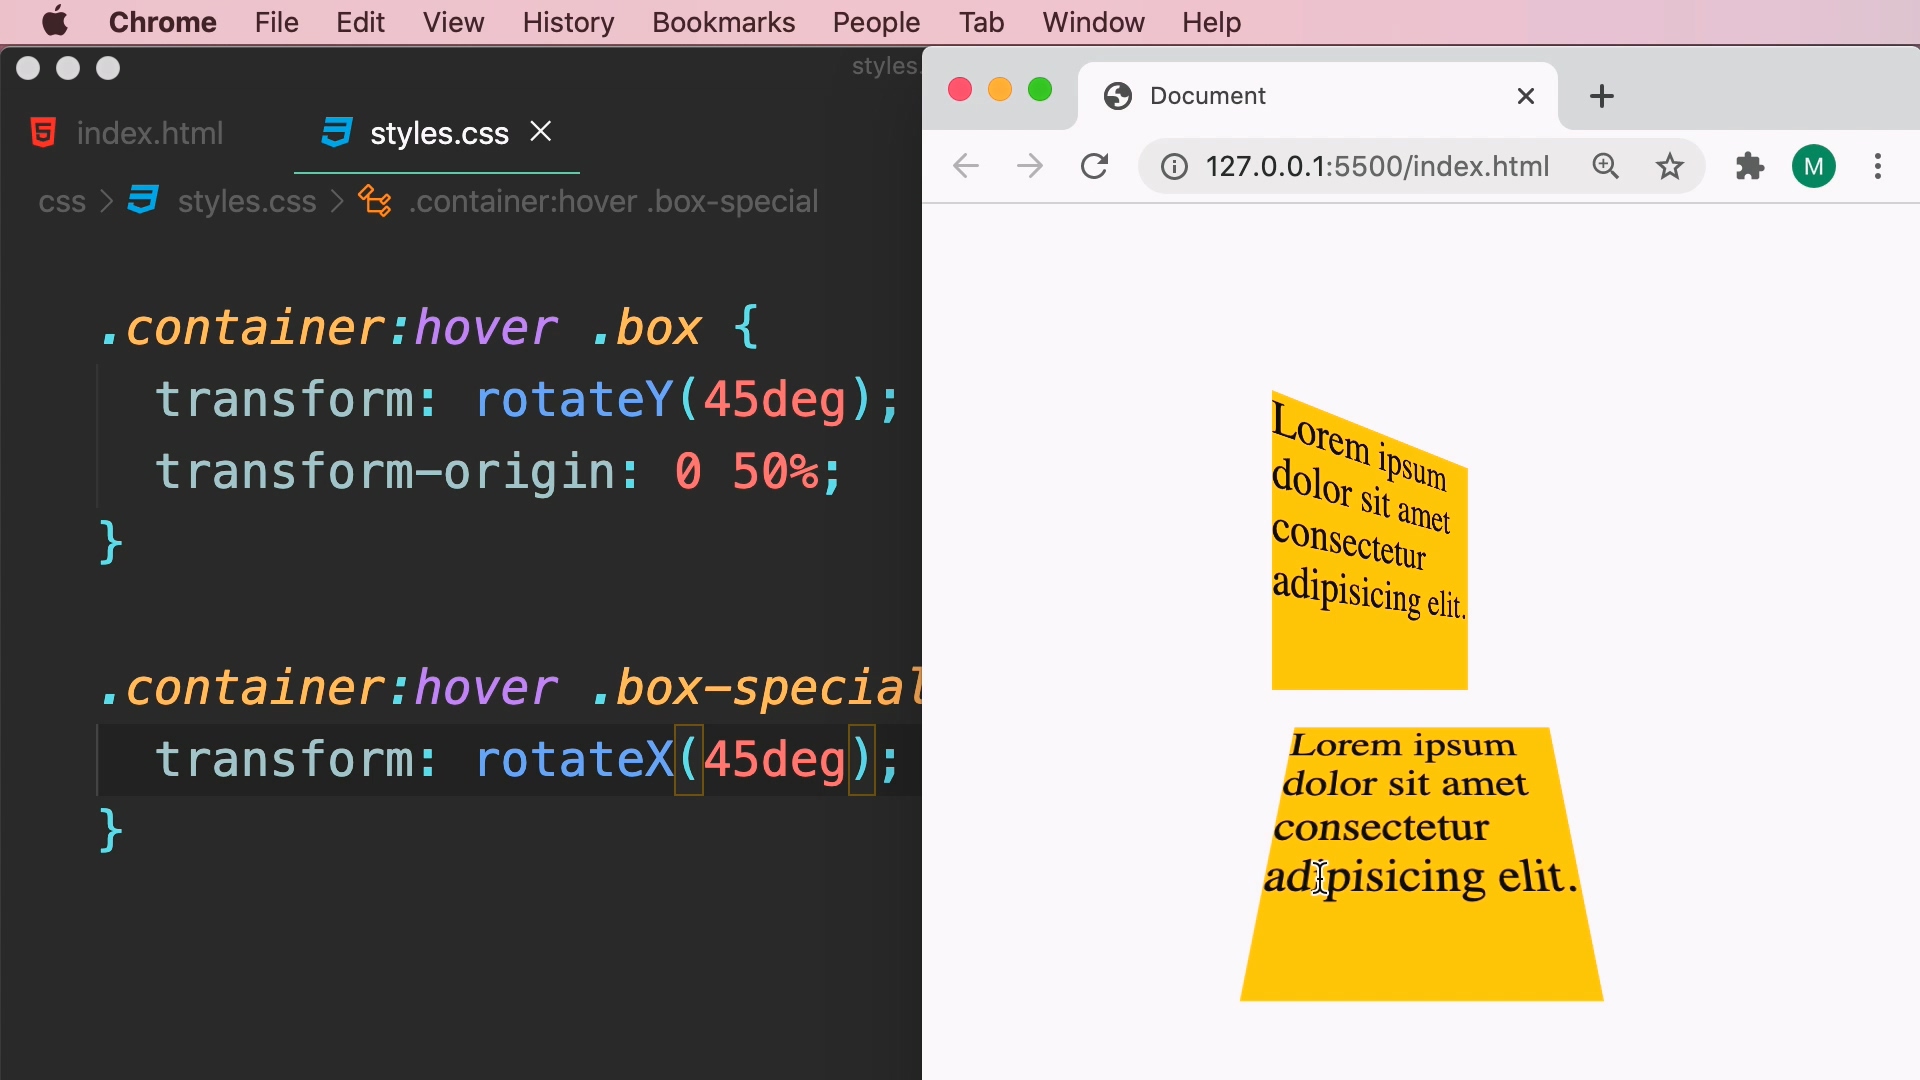 Chrome File Edit View History Bookmarks People Tab Window Help
styles.
index.html styles.css
css > styles.css > .container:hover .box-special
.container:hover .box {
transform: rotateY(45deg);
transform-origin: 0 50%;
}
.container:hover .box-special
transform: rotateX(45deg);
}
Document
127.0.0.1:5500/index.html
M
Lorem ipsum
dolor sit amet
consectetur
adipisicing elit.
Lorem ipsum
dolor sit amet
consectetur
adipisicing elit.